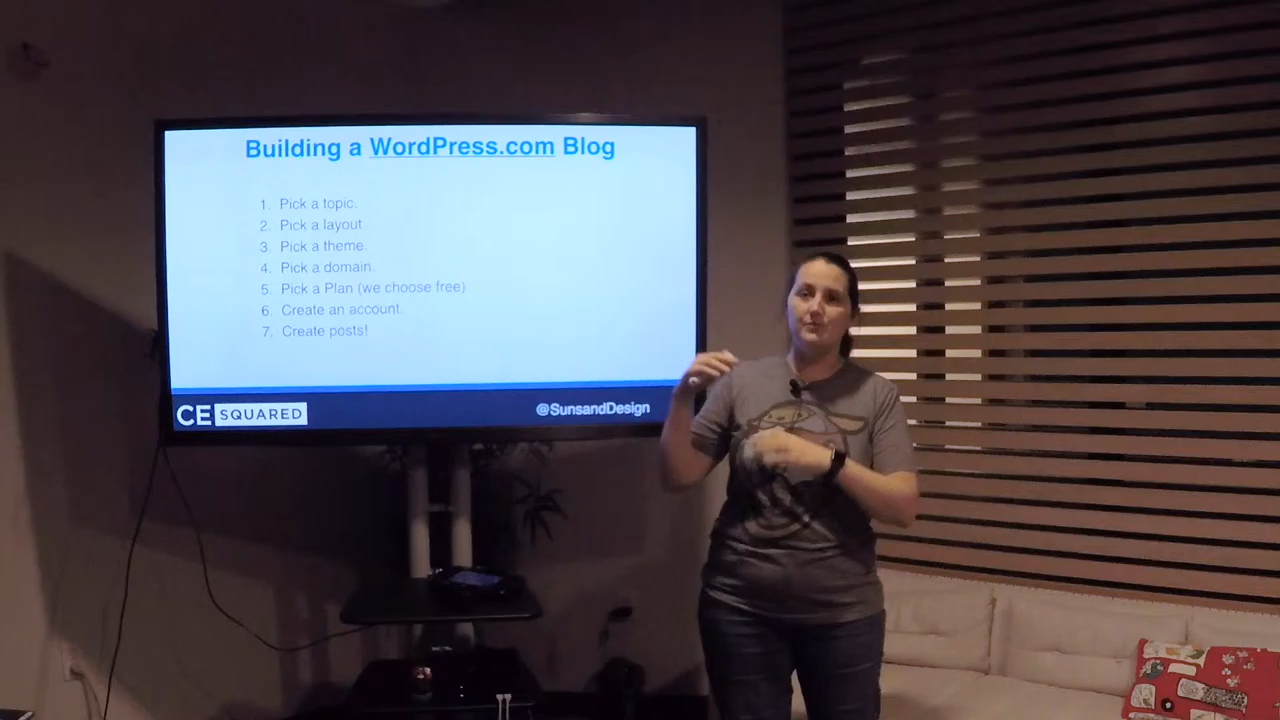 Building a WordPress.com Blog
1. Pick a topic.
2. Pick a layout
3. Pick a theme.
4. Pick a domain.
5. Pick a Plan (we choose free)
6. Create an account.
7. Create posts!
CE SQUARED
@SunsandDesign